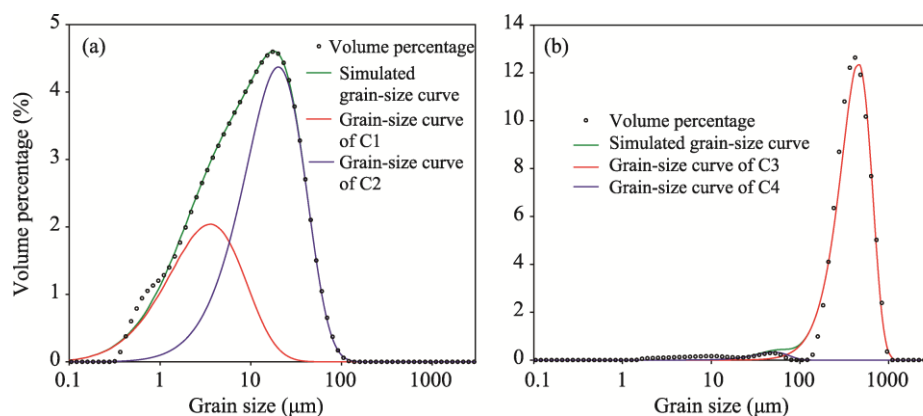 (a)
Volume percentage
Simulated
grain-size curve
Grain-size curve
of C1
Grain-size curve
of C2
Volume percentage (%)
5
4
3
2
1
0
0.1 1 10 100 1000
Grain size (μm)
(b)
Volume percentage
Simulated grain-size curve
Grain-size curve of C3
Grain-size curve of C4
14
12
10
8
6
4
2
0
0.1 1 10 100 1000
Grain size (μm)